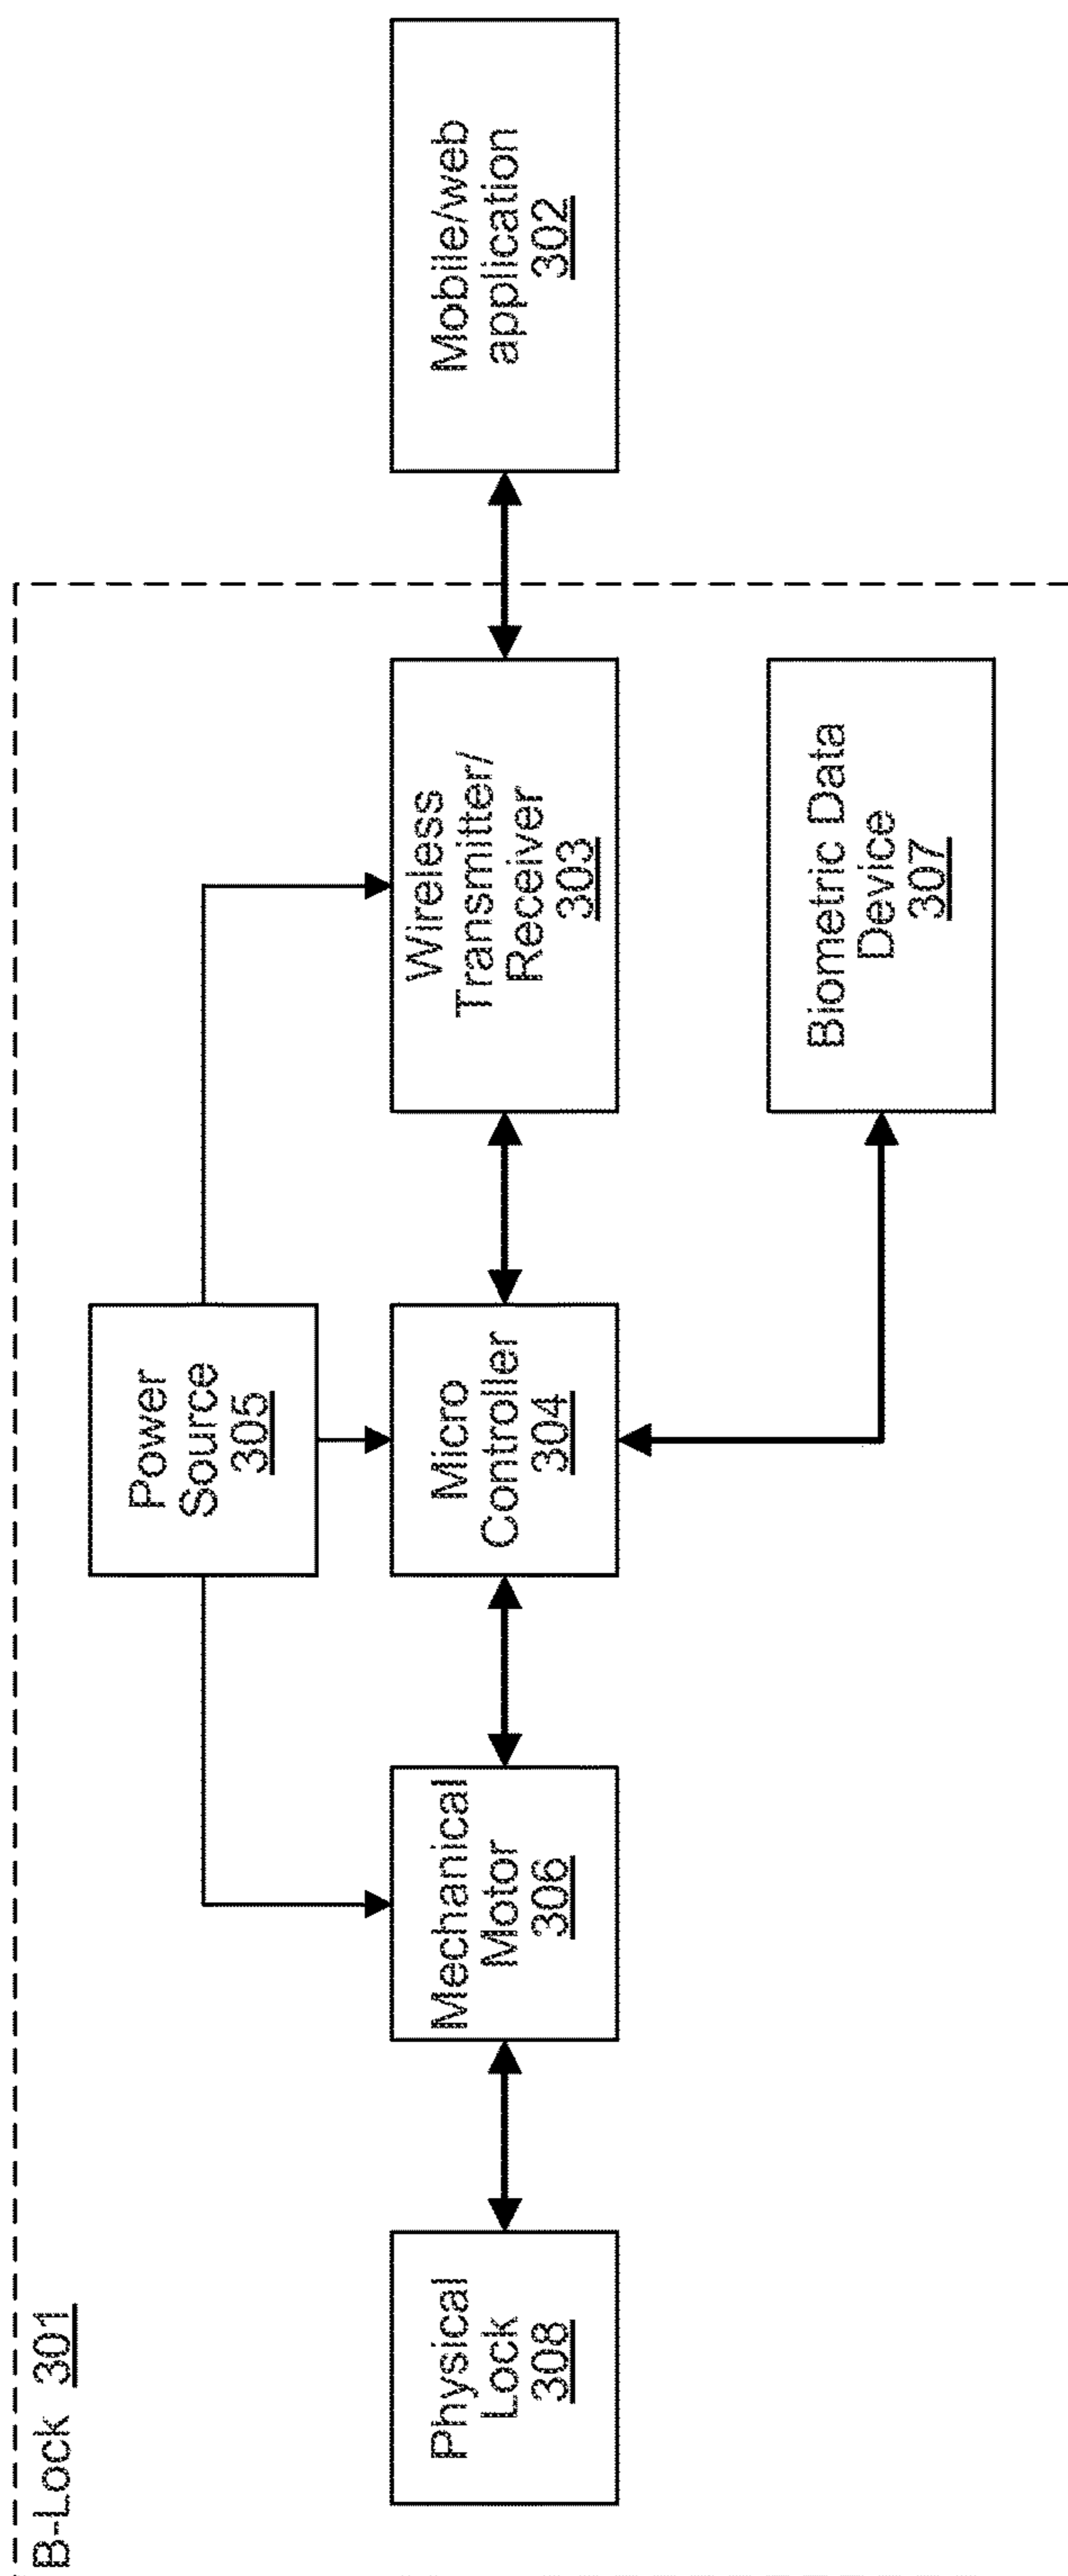 B-Lock 301
Power
Source
305
Physical
Lock
308
Mechanical
Motor
306
Micro
Controller
304
Wireless
Transmitter/
Receiver
303
Mobile/web
application
302
Biometric Data
Device
307